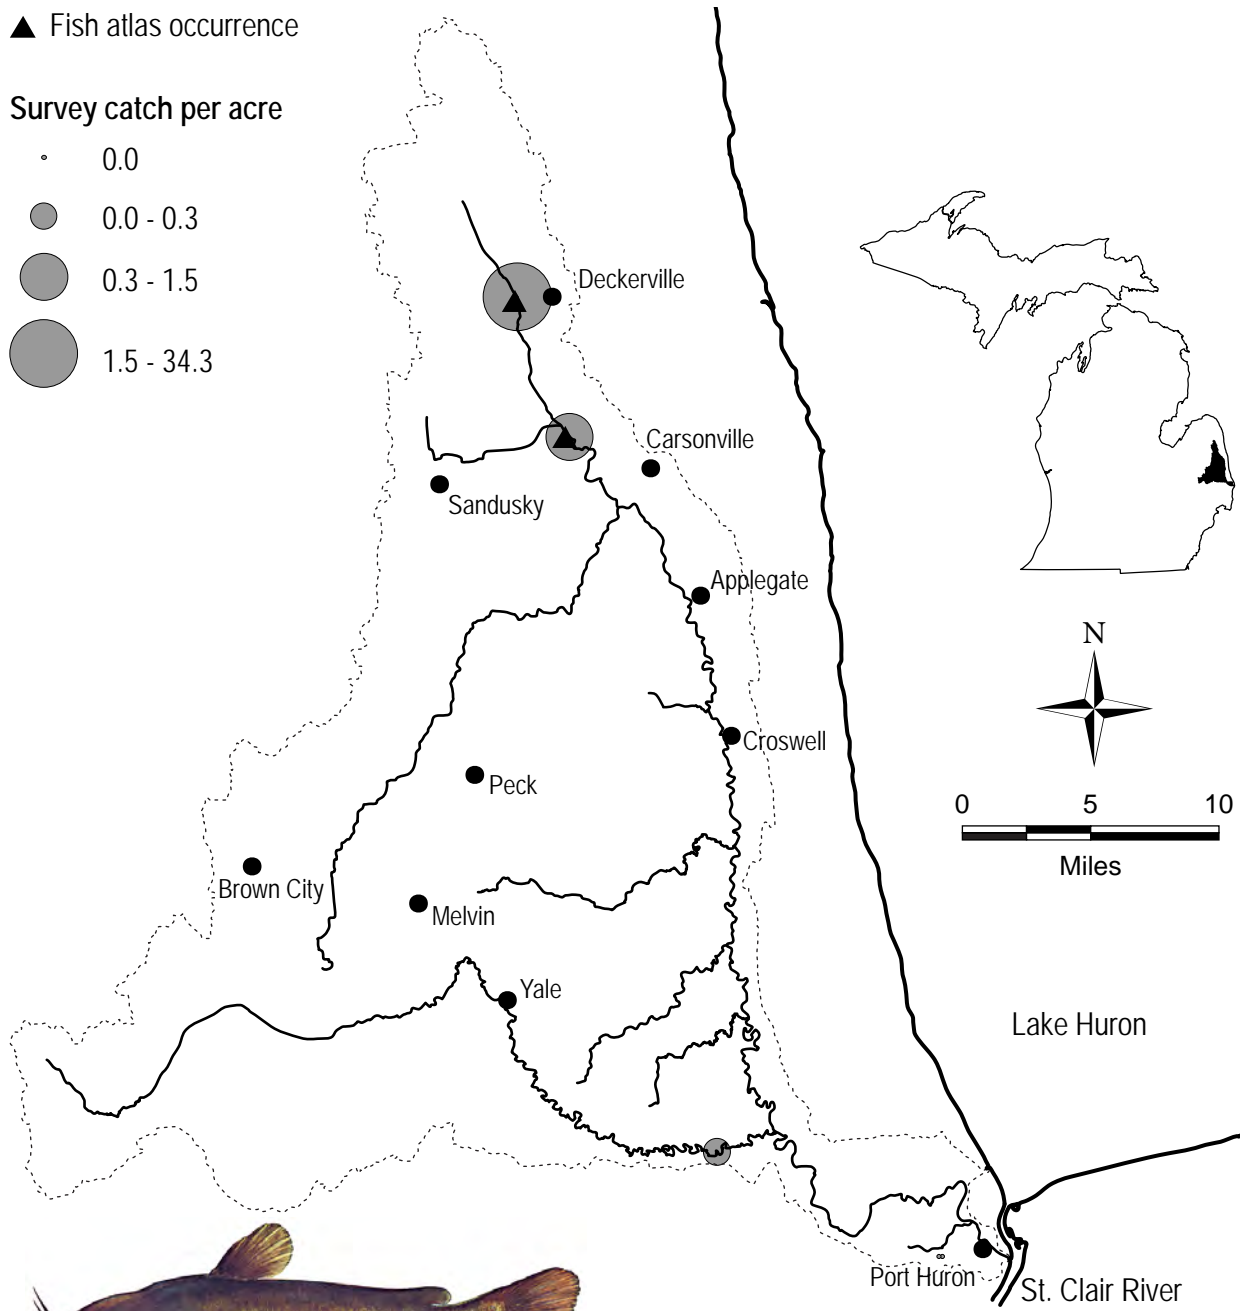 Fish atlas occurrence
Survey catch per acre
0.0
0.0 - 0.3
0.3 - 1.5
1.5 - 34.3
Deckerville
Carsonville
Sandusky
Applegate
N
Croswell
Peck
0 5 10
Miles
Brown City
Melvin
Yale
Lake Huron
Port Huron
St. Clair River